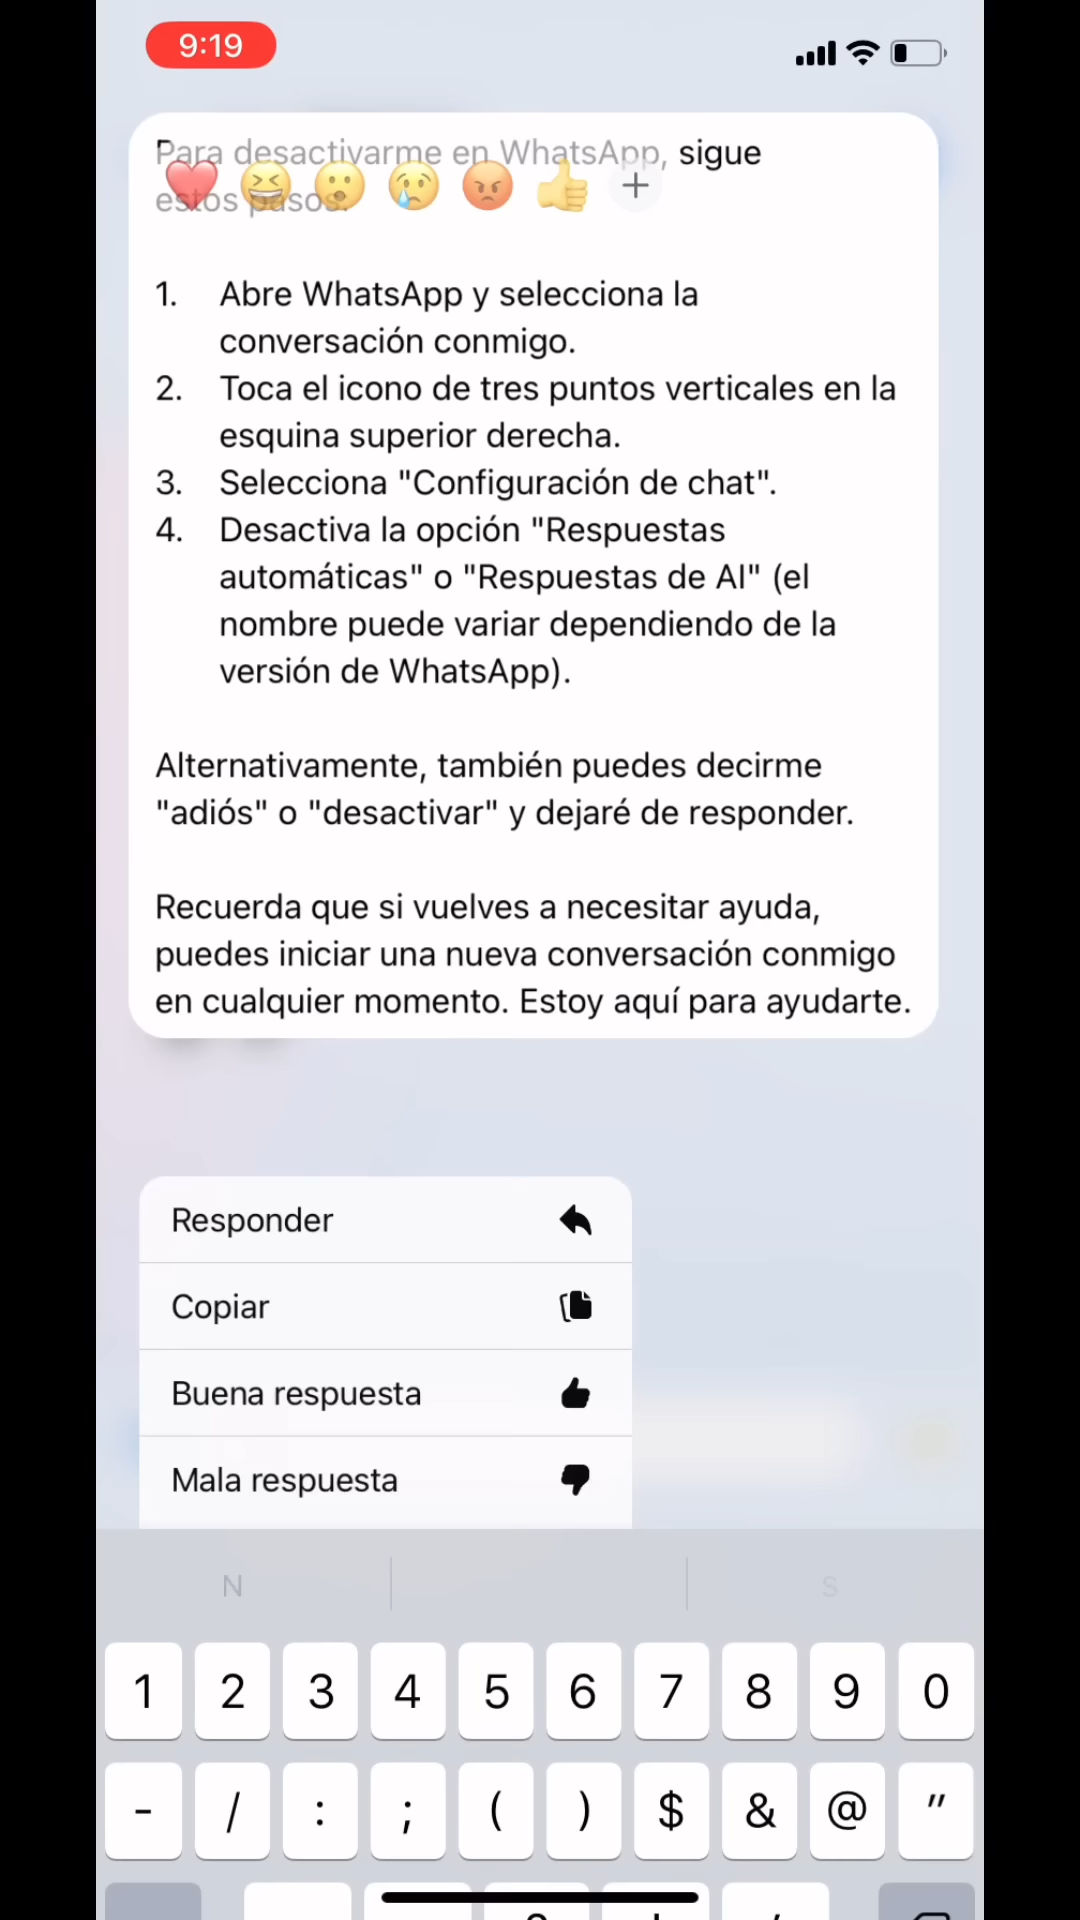 9:19
Para desactivarme en WhatsApp, sigue
estos pasos:
1. Abre WhatsApp y selecciona la
conversación conmigo.
2. Toca el icono de tres puntos verticales en la
esquina superior derecha.
3. Selecciona "Configuración de chat".
4. Desactiva la opción "Respuestas
automáticas" o "Respuestas de AI" (el
nombre puede variar dependiendo de la
versión de WhatsApp).
Alternativamente, también puedes decirme
"adiós" o "desactivar" y dejaré de responder.
Recuerda que si vuelves a necesitar ayuda,
puedes iniciar una nueva conversación conmigo
en cualquier momento. Estoy aquí para ayudarte.
Responder
Copiar
Buena respuesta
Mala respuesta
N S
1 2 3 4 5 6 7 8 9 0
- / : ; ( ) $ & @ "